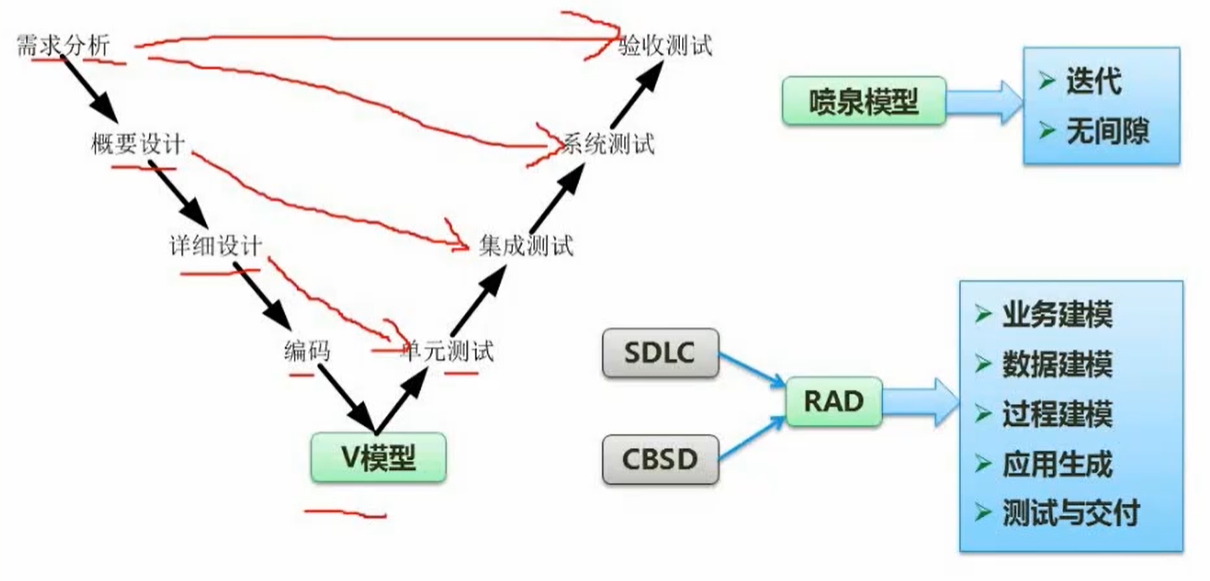 需求分析
验收测试
概要设计
系统测试
详细设计
集成测试
编码
单元测试
V模型
喷泉模型
迭代
无间隙
SDLC
CBSD
RAD
业务建模
数据建模
过程建模
应用生成
测试与交付